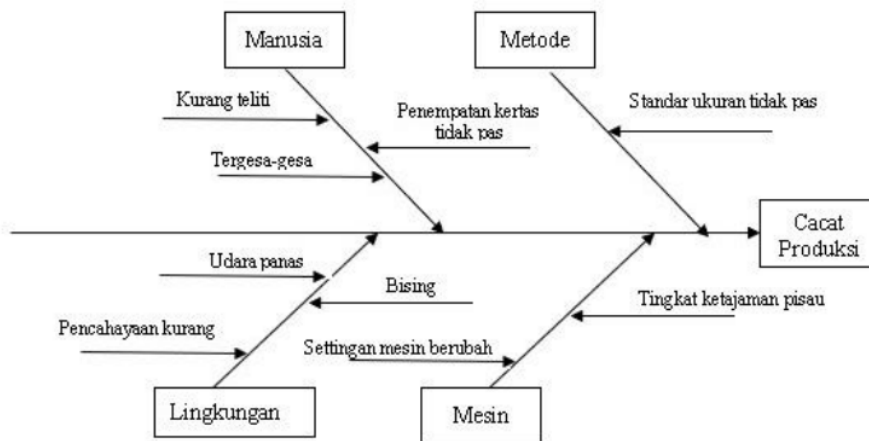 Manusia
Metode
Kurang teliti
Penempatan kertas
tidak pas
Standar ukuran tidak pas
Tergesa-gesa
Cacat
Produksi
Udara panas
Bising
Tingkat ketajaman pisau
Pencahayaan kurang
Settingan mesin berubah
Lingkungan
Mesin